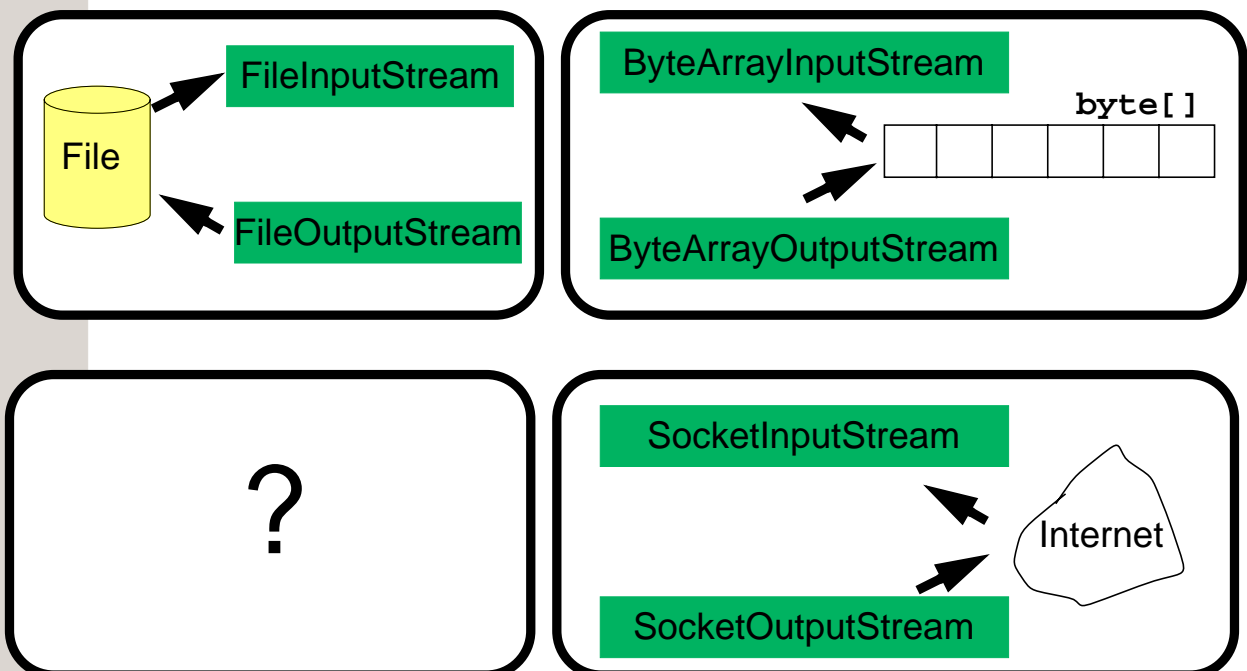 FileInputStream
File
FileOutputStream
ByteArrayInputStream
byte[]
ByteArrayOutputStream
?
SocketInputStream
Internet
SocketOutputStream